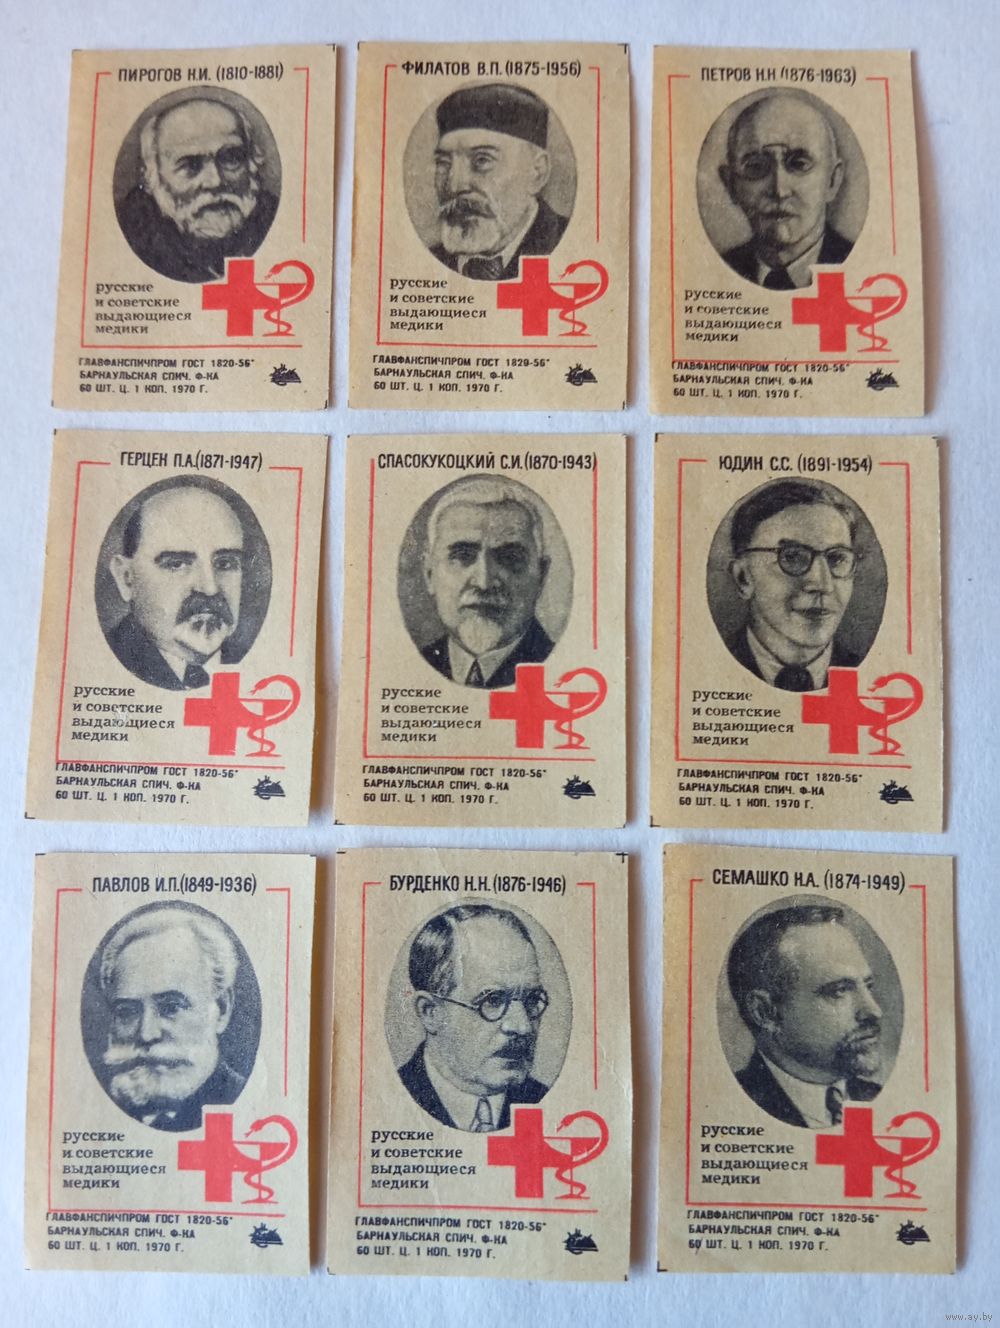 ПИРОГОВ Н.И. (1810-1881)
русские
и советские
выдающиеся
медики
ГЛАВФАНСПИЧПРОМ ГОСТ 1820-56*
БАРНАУЛЬСКАЯ СПИЧ. Ф-КА
60 ШТ. Ц. 1 КОП. 1970 Г.
ФИЛАТОВ В.П. (1875-1956)
русские
и советские
выдающиеся
медики
ГЛАВФАНСПИЧПРОМ ГОСТ 1820-56*
БАРНАУЛЬСКАЯ СПИЧ. Ф-КА
60 ШТ. Ц. 1 КОП. 1970 Г.
ПЕТРОВ Н.Н (1876-1963)
русские
и советские
выдающиеся
медики
ГЛАВФАНСПИЧПРОМ ГОСТ 1820-56*
БАРНАУЛЬСКАЯ СПИЧ. Ф-КА
60 ШТ. Ц. 1 КОП. 1970 Г.
ГЕРЦЕН П.А.(1871-1947)
русские
и советские
выдающиеся
медики
ГЛАВФАНСПИЧПРОМ ГОСТ 1820-56*
БАРНАУЛЬСКАЯ СПИЧ. Ф-КА
60 ШТ. Ц. 1 КОП. 1970 Г.
СПАСОКУКОЦКИЙ С.И. (1870-1943)
русские
и советские
выдающиеся
медики
ГЛАВФАНСПИЧПРОМ ГОСТ 1820-56*
БАРНАУЛЬСКАЯ СПИЧ. Ф-КА
60 ШТ. Ц. 1 КОП. 1970 Г.
ЮДИН С.С. (1891-1954)
русские
и советские
выдающиеся
медики
ГЛАВФАНСПИЧПРОМ ГОСТ 1820-56*
БАРНАУЛЬСКАЯ СПИЧ. Ф-КА
60 ШТ. Ц. 1 КОП. 1970 Г.
ПАВЛОВ И.П.(1849-1936)
русские
и советские
выдающиеся
медики
ГЛАВФАНСПИЧПРОМ ГОСТ 1820-56*
БАРНАУЛЬСКАЯ СПИЧ. Ф-КА
60 ШТ. Ц. 1 КОП. 1970 Г.
БУРДЕНКО Н.Н. (1876-1946)
русские
и советские
выдающиеся
медики
ГЛАВФАНСПИЧПРОМ ГОСТ 1820-56*
БАРНАУЛЬСКАЯ СПИЧ. Ф-КА
60 ШТ. Ц. 1 КОП. 1970 Г.
СЕМАШКО Н.А. (1874-1949)
русские
и советские
выдающиеся
медики
ГЛАВФАНСПИЧПРОМ ГОСТ 1820-56*
БАРНАУЛЬСКАЯ СПИЧ. Ф-КА
60 ШТ. Ц. 1 КОП. 1970 Г.
www.ay.by